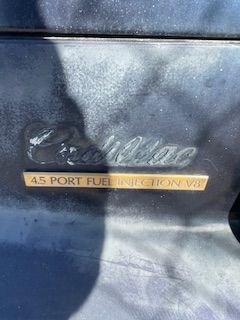 Cadillac
4.5 PORT FUEL INJECTION V8